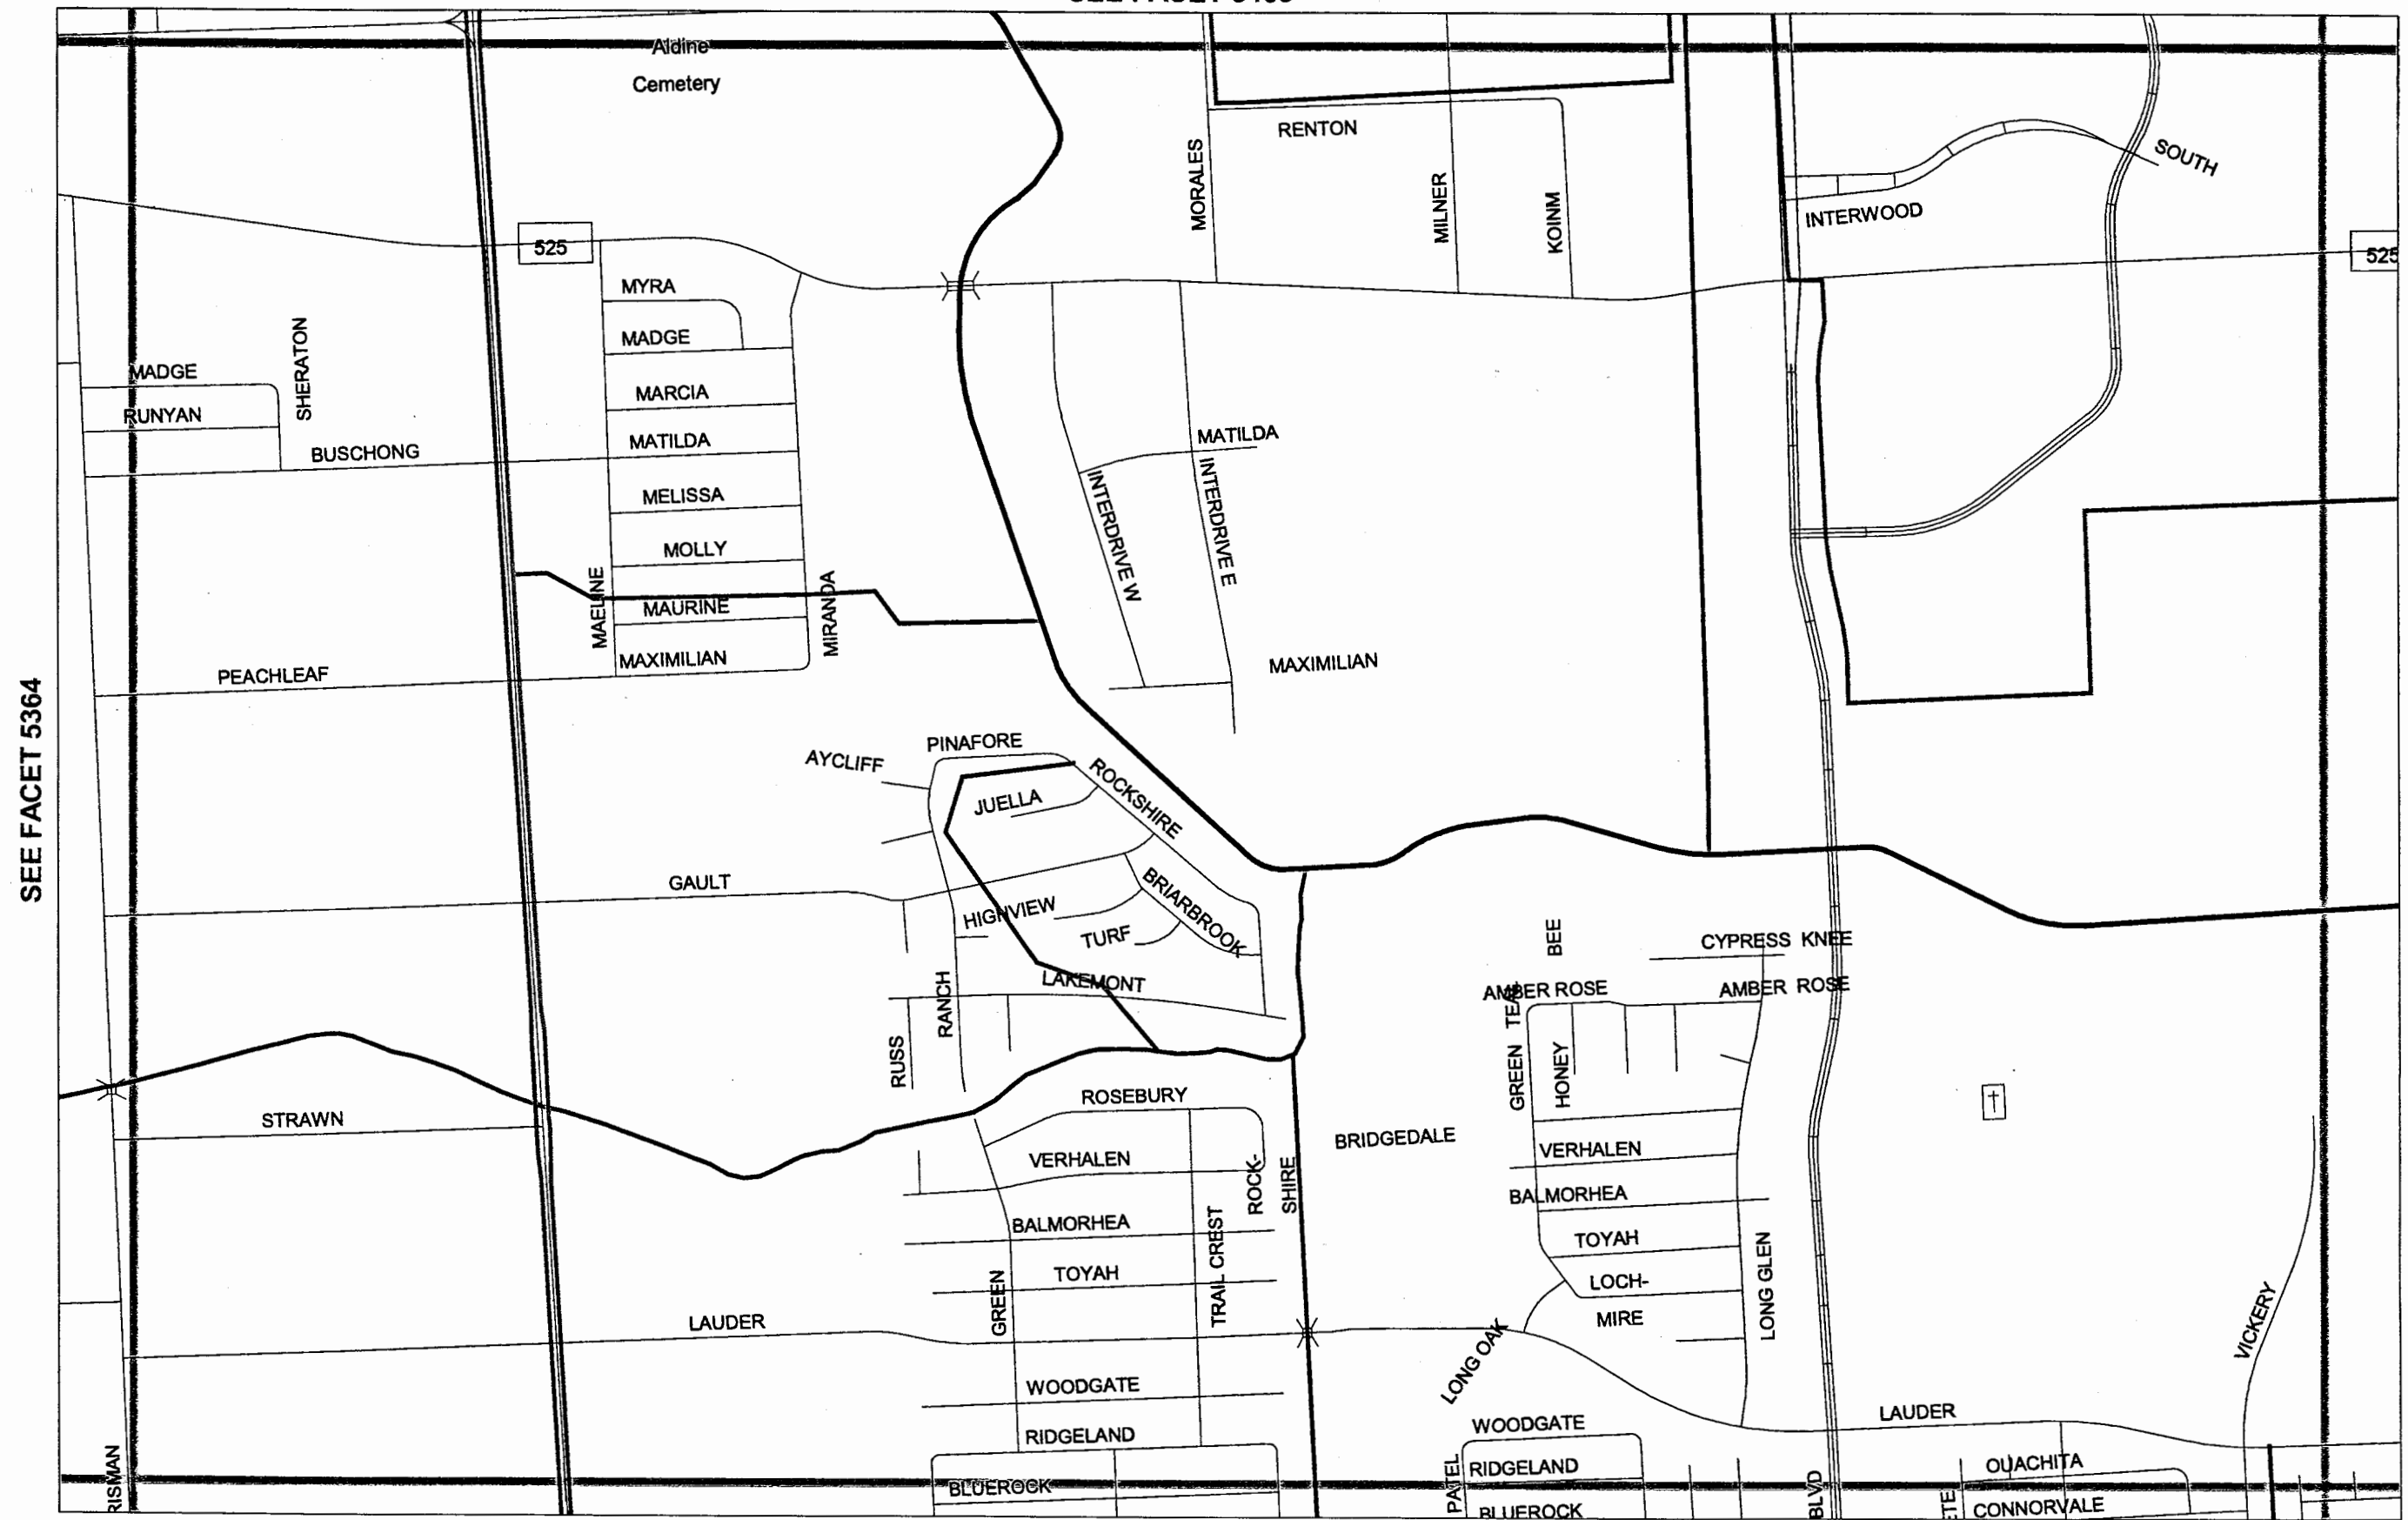 Aldine
Cemetery
RENTON
MORALES
MILNER
KOINM
SOUTH
INTERWOOD
525
525
MYRA
MADGE
SHERATON
MADGE
MARCIA
RUNYAN
BUSCHONG
MATILDA
MATILDA
MELISSA
INTERDRIVE W
INTERDRIVE E
MOLLY
MAELINE
MAURINE
MIRANDA
MAXIMILIAN
MAXIMILIAN
PEACHLEAF
SEE FACET 5364
PINAFORE
AYCLIFF
ROCKSHIRE
JUELLA
GAULT
BRIARBROOK
HIGHVIEW
TURF
BEE
CYPRESS KNEE
LAKEMONT
AMBER ROSE
AMBER ROSE
RANCH
RUSS
GREEN TEA
HONEY
ROSEBURY
STRAWN
BRIDGEDALE
VERHALEN
VERHALEN
ROCK-
SHIRE
BALMORHEA
BALMORHEA
TOYAH
TOYAH
TRAIL CREST
GREEN
LOCH-
MIRE
LONG GLEN
LAUDER
LONG OAK
VICKERY
WOODGATE
LAUDER
WOODGATE
RIDGELAND
RIDGELAND
OUACHITA
RISMAN
BLUEROCK
PATEL
BLUEROCK
BLVD
CONNORVALE